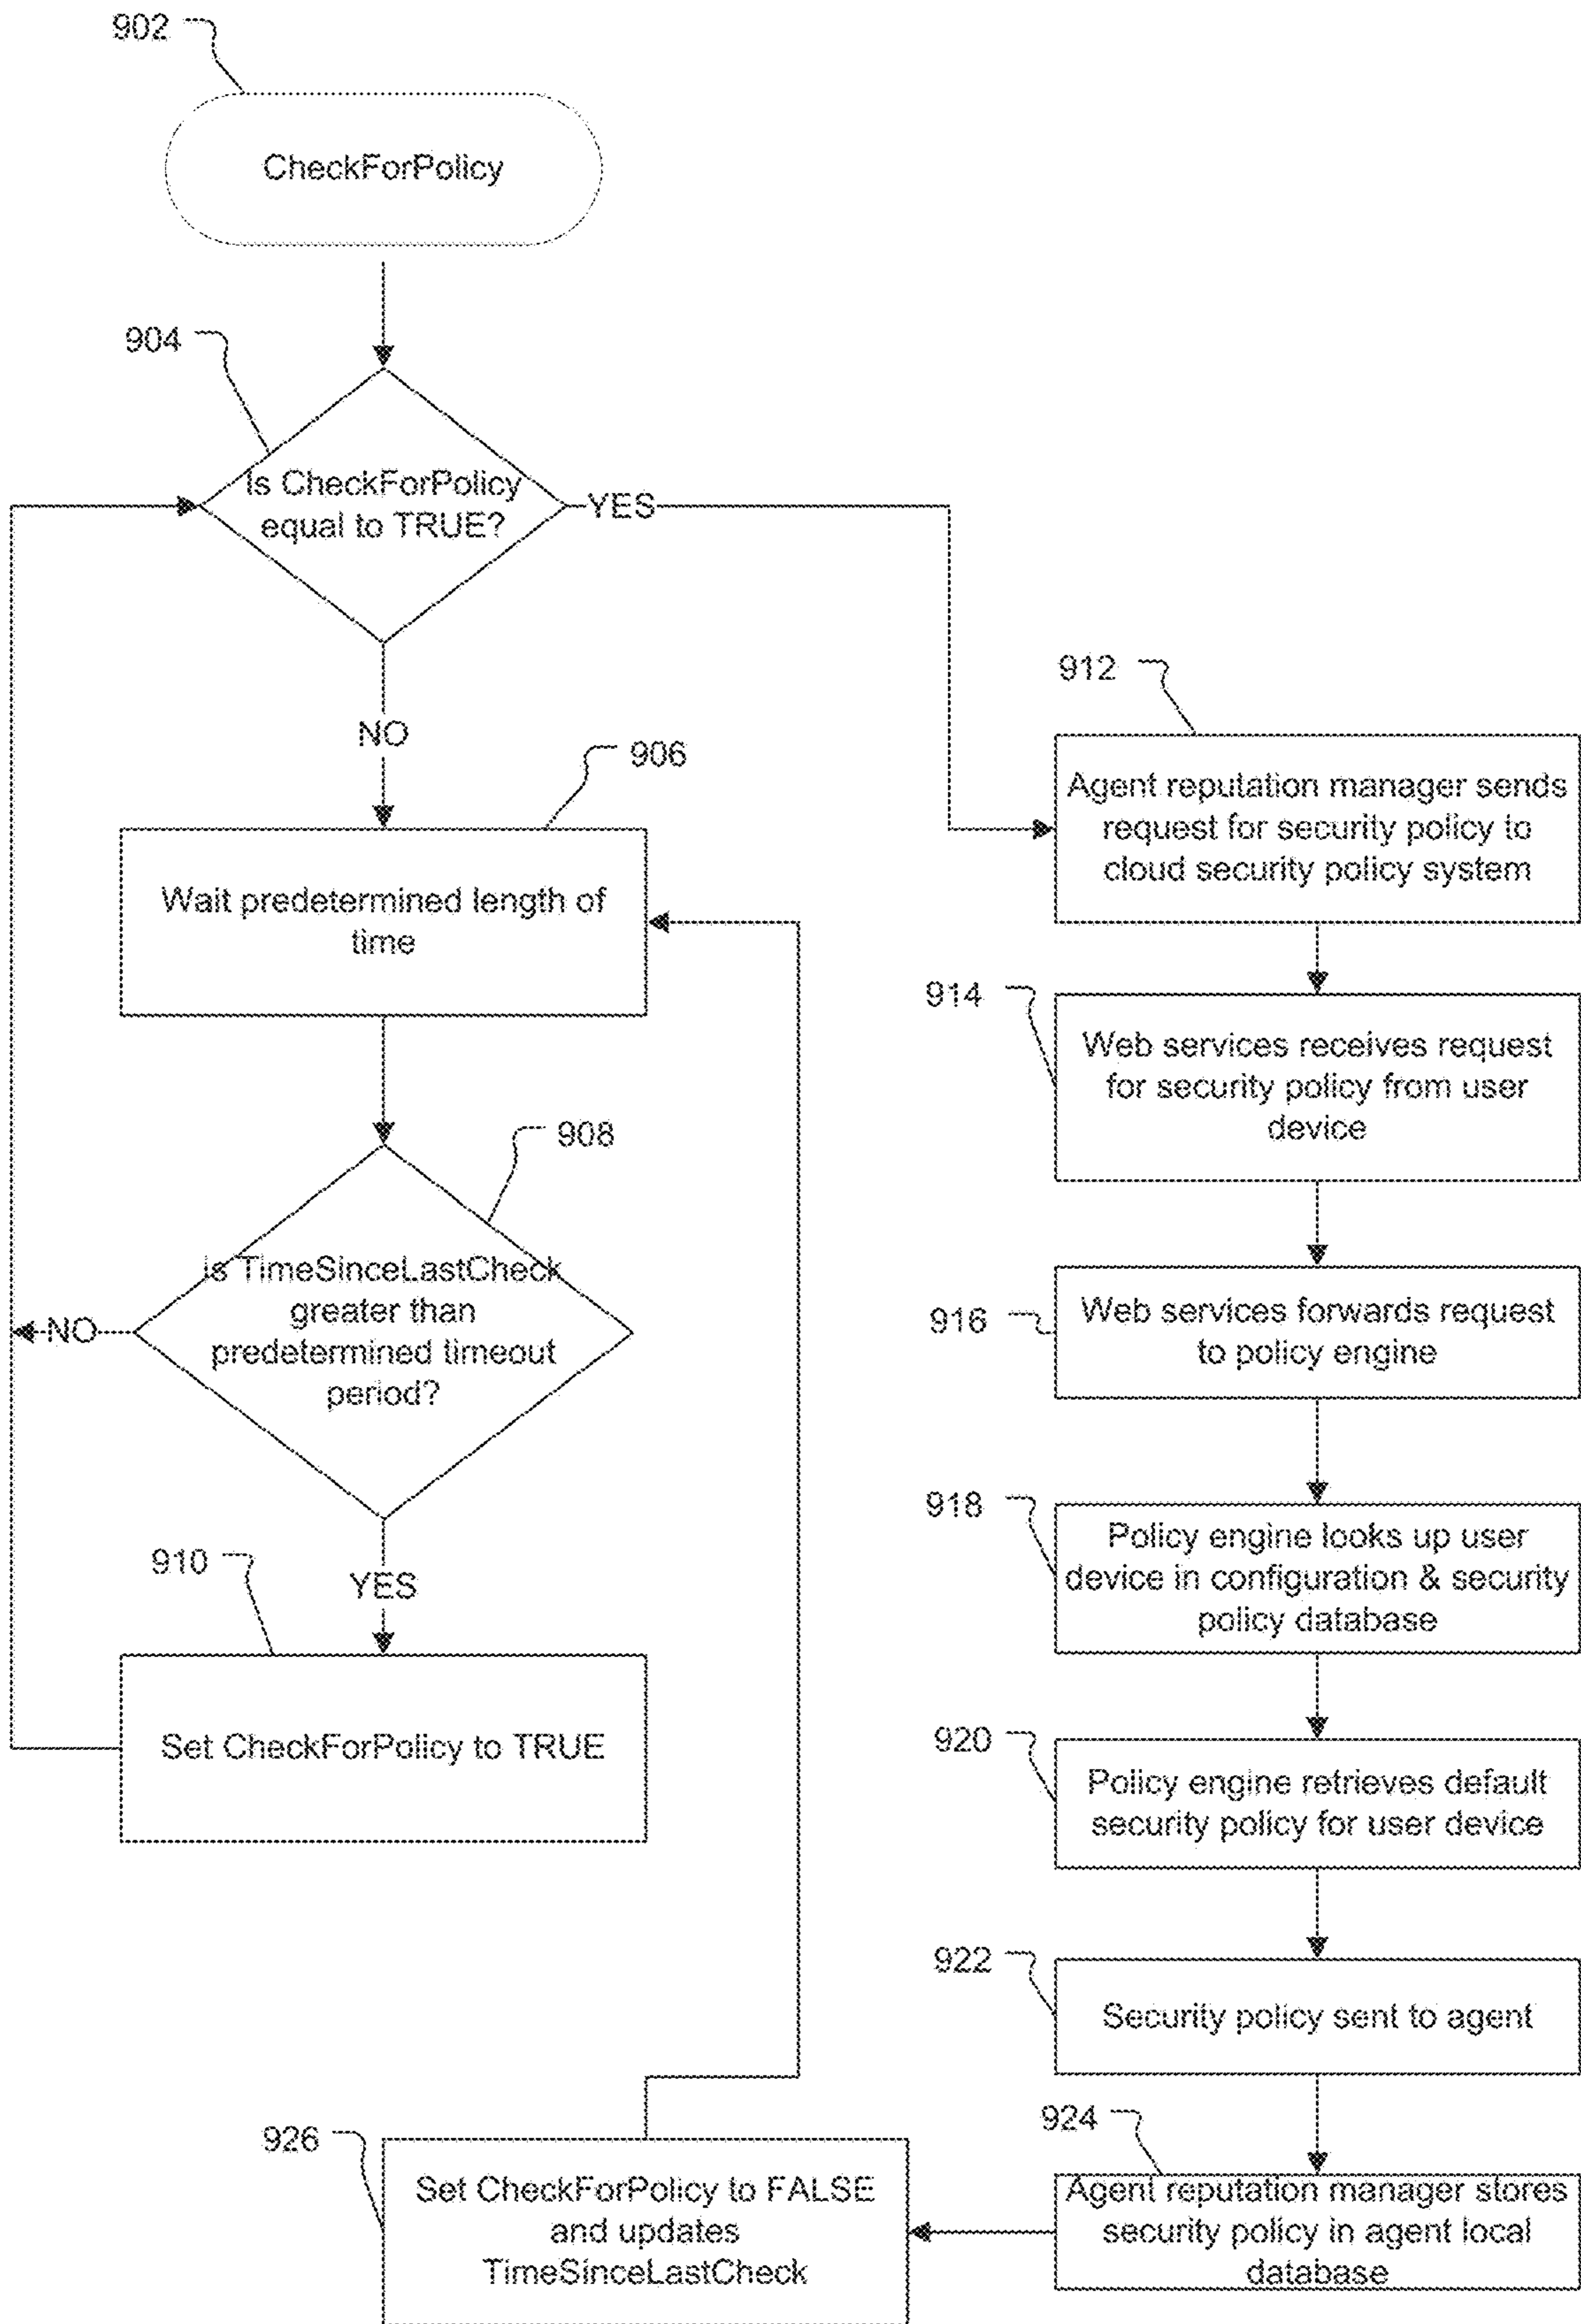 902
CheckForPolicy
904
Is CheckForPolicy
equal to TRUE?
YES
NO
906
Wait predetermined length of
time
908
is TimeSinceLastCheck
greater than
predetermined timeout
period?
NO
YES
910
Set CheckForPolicy to TRUE
912
Agent reputation manager sends
request for security policy to
cloud security policy system
914
Web services receives request
for security policy from user
device
916
Web services forwards request
to policy engine
918
Policy engine looks up user
device in configuration & security
policy database
920
Policy engine retrieves default
security policy for user device
922
Security policy sent to agent
924
Agent reputation manager stores
security policy in agent local
database
926
Set CheckForPolicy to FALSE
and updates
TimeSinceLastCheck